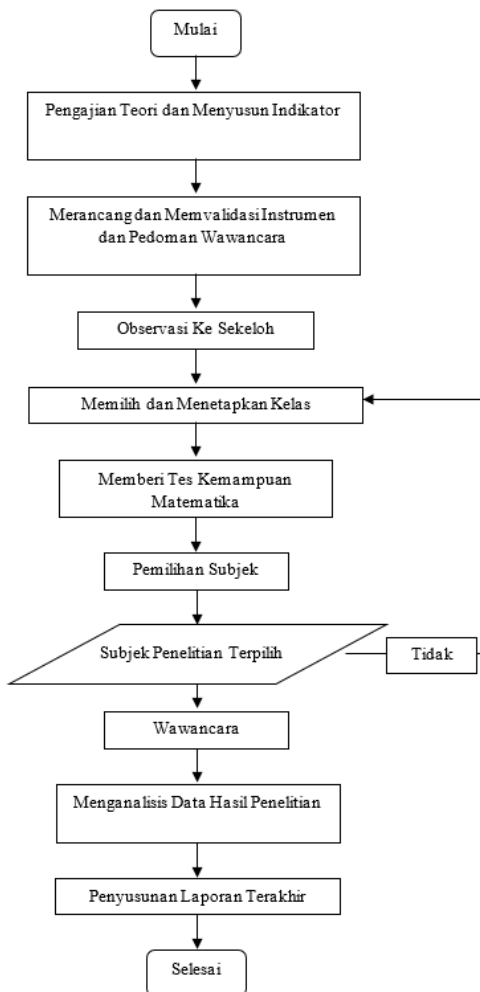 Mulai
Pengajian Teori dan Menyusun Indikator
Merancang dan Memvalidasi Instrumen
dan Pedoman Wawancara
Observasi Ke Sekeloh
Memilih dan Menetapkan Kelas
Memberi Tes Kemampuan
Matematika
Pemilihan Subjek
Subjek Penelitian Terpilih
Tidak
Wawancara
Menganalisis Data Hasil Penelitian
Penyusunan Laporan Terakhir
Selesai